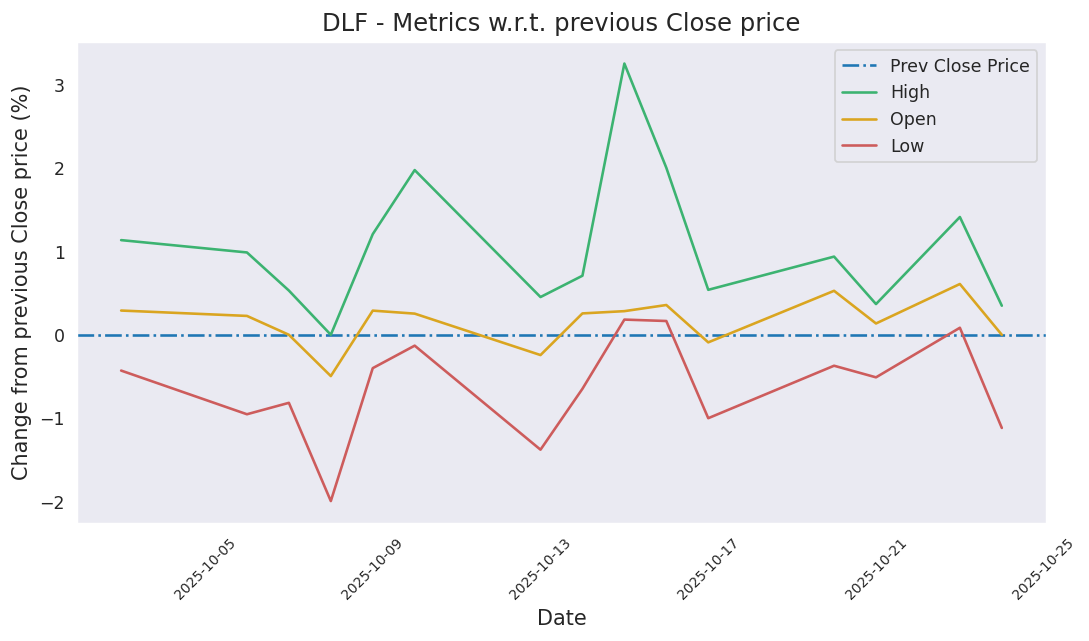 DLF - Metrics w.r.t. previous Close price
Change from previous Close price (%)
3
2
1
0
−1
−2
Prev Close Price
High
Open
Low
2025-10-05
2025-10-09
2025-10-13
2025-10-17
2025-10-21
2025-10-25
Date